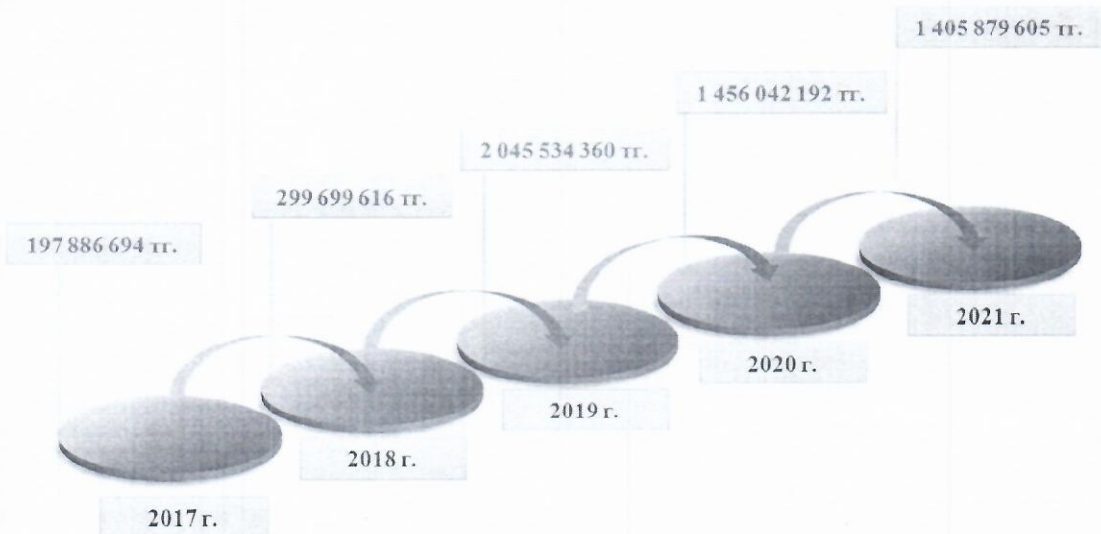 1 405 879 605 тг.
1 456 042 192 тг.
2 045 534 360 тг.
299 699 616 тг.
197 886 694 тг.
2021 г.
2020 г.
2019 г.
2018 г.
2017 г.